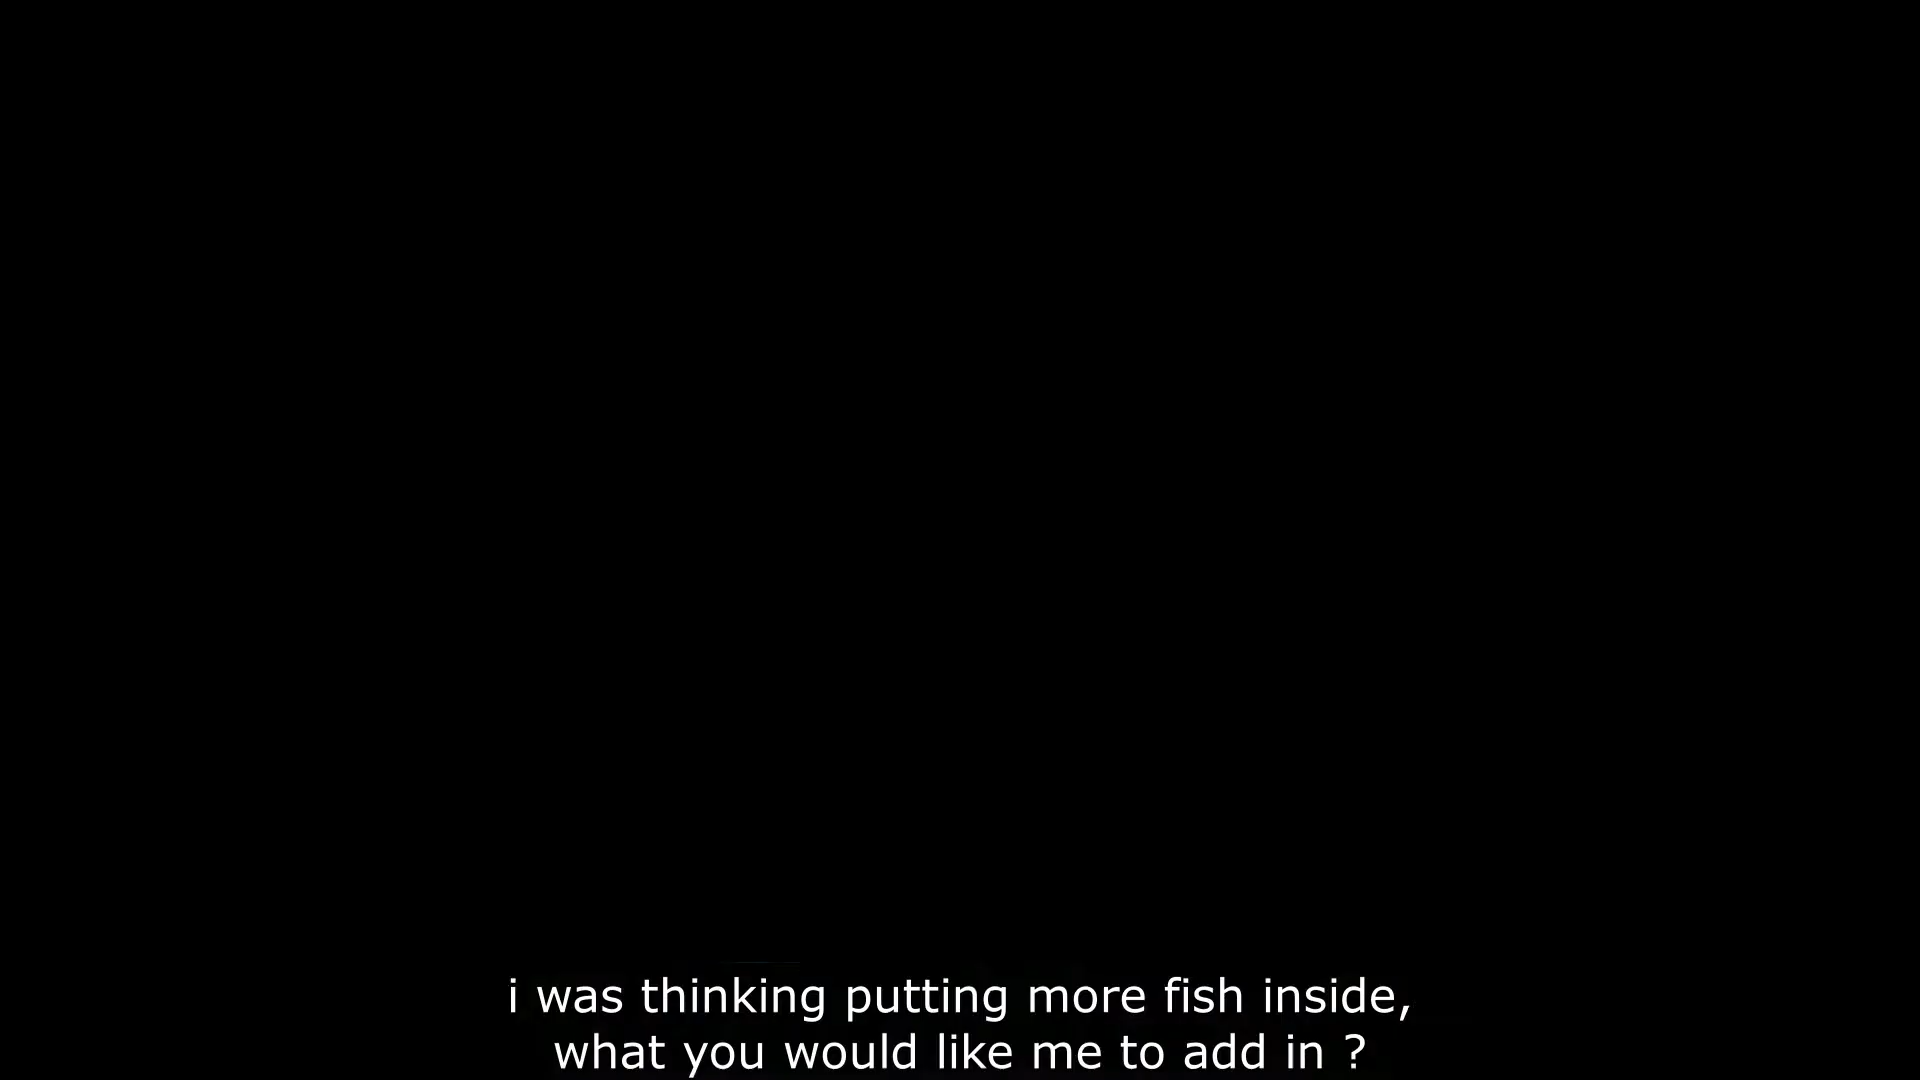 i was thinking putting more fish inside,
what you would like me to add in ?